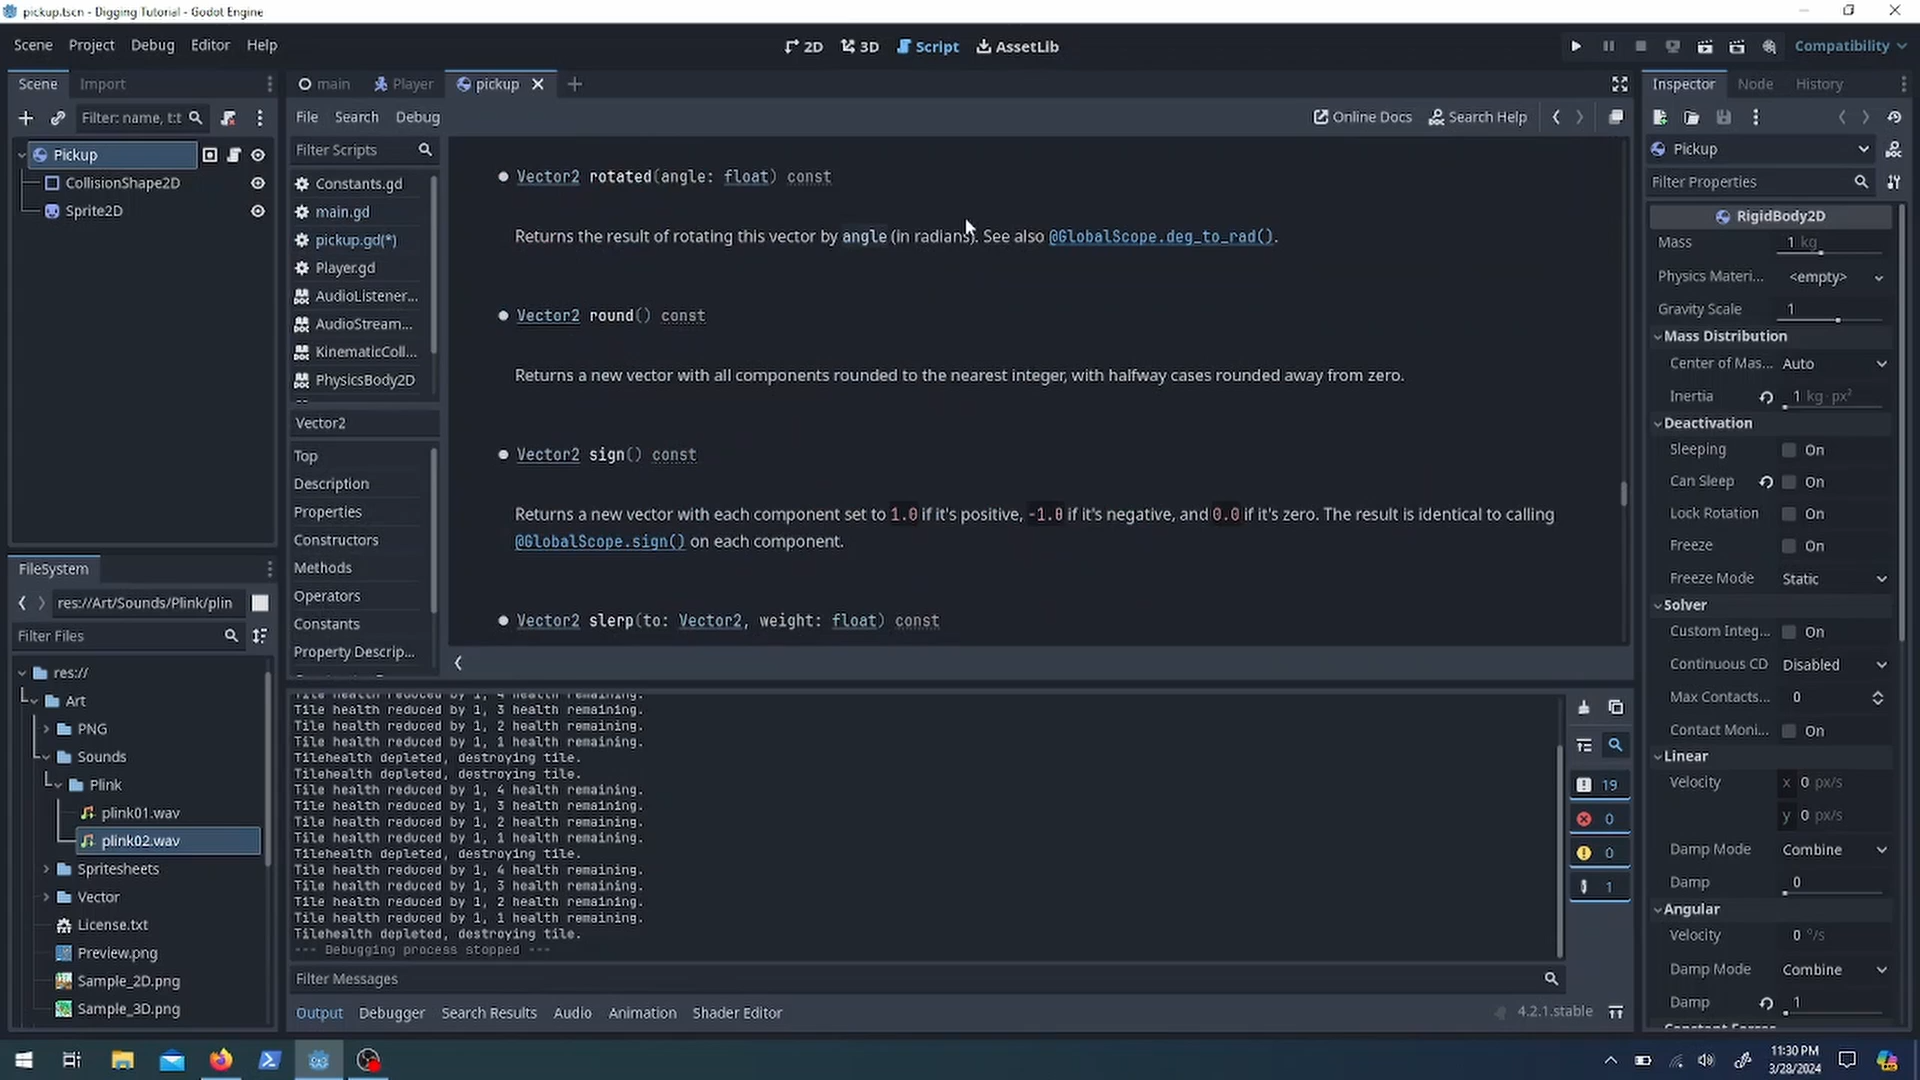 pickup.tscn - Digging Tutorial - Godot Engine
Scene Project Debug Editor Help
2D 3D Script AssetLib
Compatibility
Scene Import
Filter: name, t:t
Pickup
CollisionShape2D
Sprite2D
FileSystem
res://Art/Sounds/Plink/plin
Filter Files
res://
Art
PNG
Sounds
Plink
plink01.wav
plink02.wav
Spritesheets
Vector
License.txt
Preview.png
Sample_2D.png
Sample_3D.png
main Player pickup
File Search Debug
Online Docs Search Help
Filter Scripts
Constants.gd
main.gd
pickup.gd(*)
Player.gd
AudioListener...
AudioStream...
KinematicColl...
PhysicsBody2D
Vector2
Top
Description
Properties
Constructors
Methods
Operators
Constants
Property Descrip...
Vector2 rotated(angle: float) const
Returns the result of rotating this vector by angle (in radians). See also @GlobalScope.deg_to_rad().
Vector2 round() const
Returns a new vector with all components rounded to the nearest integer, with halfway cases rounded away from zero.
Vector2 sign() const
Returns a new vector with each component set to 1.0 if it's positive, -1.0 if it's negative, and 0.0 if it's zero. The result is identical to calling
@GlobalScope.sign() on each component.
Vector2 slerp(to: Vector2, weight: float) const
Tile health reduced by 1, 4 health remaining.
Tile health reduced by 1, 3 health remaining.
Tile health reduced by 1, 2 health remaining.
Tile health reduced by 1, 1 health remaining.
Tilehealth depleted, destroying tile.
Tilehealth depleted, destroying tile.
Tile health reduced by 1, 4 health remaining.
Tile health reduced by 1, 3 health remaining.
Tile health reduced by 1, 2 health remaining.
Tile health reduced by 1, 1 health remaining.
Tilehealth depleted, destroying tile.
Tile health reduced by 1, 4 health remaining.
Tile health reduced by 1, 3 health remaining.
Tile health reduced by 1, 2 health remaining.
Tile health reduced by 1, 1 health remaining.
Tilehealth depleted, destroying tile.
--- Debugging process stopped ---
19
0
0
1
Filter Messages
Output Debugger Search Results Audio Animation Shader Editor
4.2.1.stable
Inspector Node History
Pickup
Filter Properties
RigidBody2D
Mass 1 kg
Physics Materi... <empty>
Gravity Scale 1
Mass Distribution
Center of Mas... Auto
Inertia 1 kg·px²
Deactivation
Sleeping On
Can Sleep On
Lock Rotation On
Freeze On
Freeze Mode Static
Solver
Custom Integ... On
Continuous CD Disabled
Max Contacts... 0
Contact Moni... On
Linear
Velocity x 0 px/s
y 0 px/s
Damp Mode Combine
Damp 0
Angular
Velocity 0 °/s
Damp Mode Combine
Damp 1
11:30 PM
3/28/2024